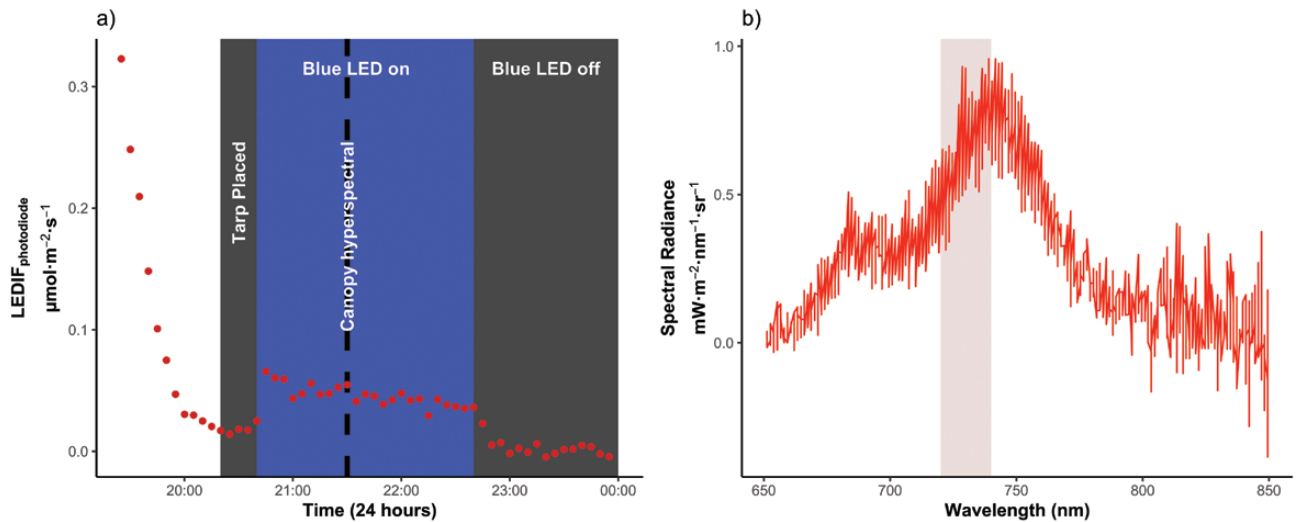 a)
LEDIFphotodiode
μmol·m⁻²·s⁻¹
0.3
0.2
0.1
0.0
Tarp Placed
Blue LED on
Canopy hyperspectral
Blue LED off
20:00
21:00
22:00
23:00
00:00
Time (24 hours)
b)
Spectral Radiance
mW·m⁻²·nm⁻¹·sr⁻¹
1.0
0.5
0.0
650
700
750
800
850
Wavelength (nm)